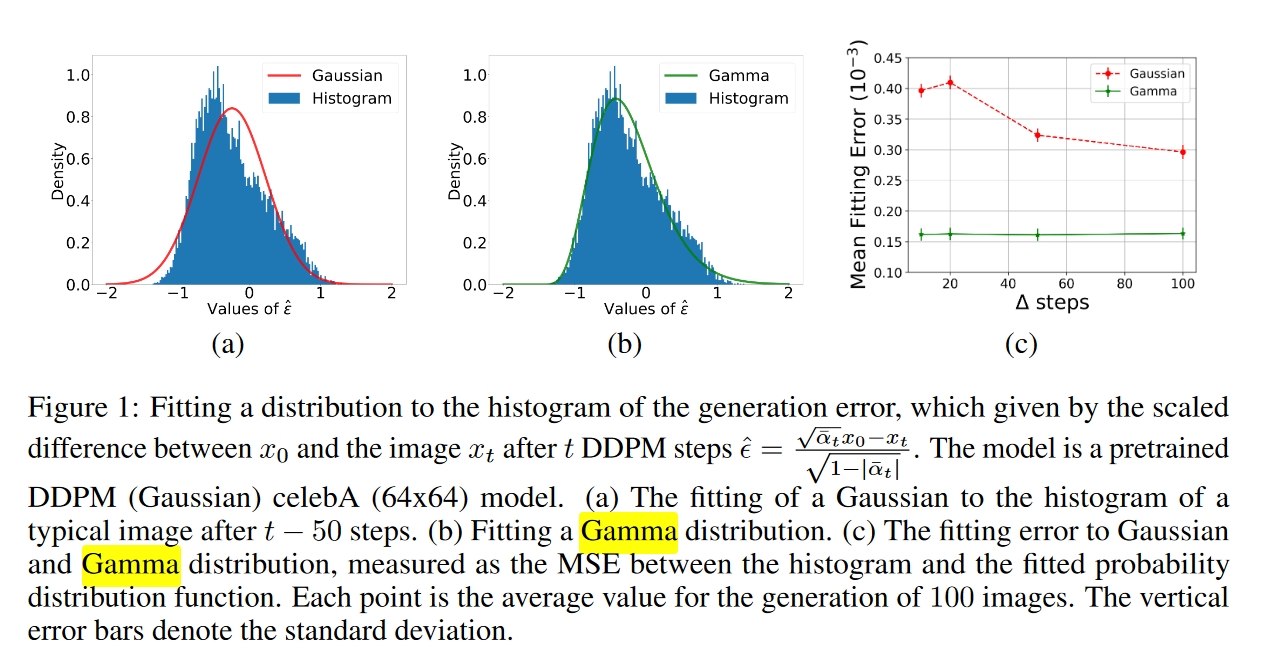 1.0
0.8
0.6
0.4
0.2
0.0
Density
−2 −1 0 1 2
Values of ε̂
Gaussian
Histogram
(a)
1.0
0.8
0.6
0.4
0.2
0.0
Density
−2 −1 0 1 2
Values of ε̂
Gamma
Histogram
(b)
0.45
0.40
0.35
0.30
0.25
0.20
0.15
0.10
Mean Fitting Error (10⁻³)
20 40 60 80 100
Δ steps
Gaussian
Gamma
(c)
Figure 1: Fitting a distribution to the histogram of the generation error, which given by the scaled
difference between x₀ and the image xₜ after t DDPM steps ε̂ = (√ᾱₜx₀−xₜ)/√(1−|ᾱₜ|). The model is a pretrained
DDPM (Gaussian) celebA (64x64) model. (a) The fitting of a Gaussian to the histogram of a
typical image after t − 50 steps. (b) Fitting a Gamma distribution. (c) The fitting error to Gaussian
and Gamma distribution, measured as the MSE between the histogram and the fitted probability
distribution function. Each point is the average value for the generation of 100 images. The vertical
error bars denote the standard deviation.